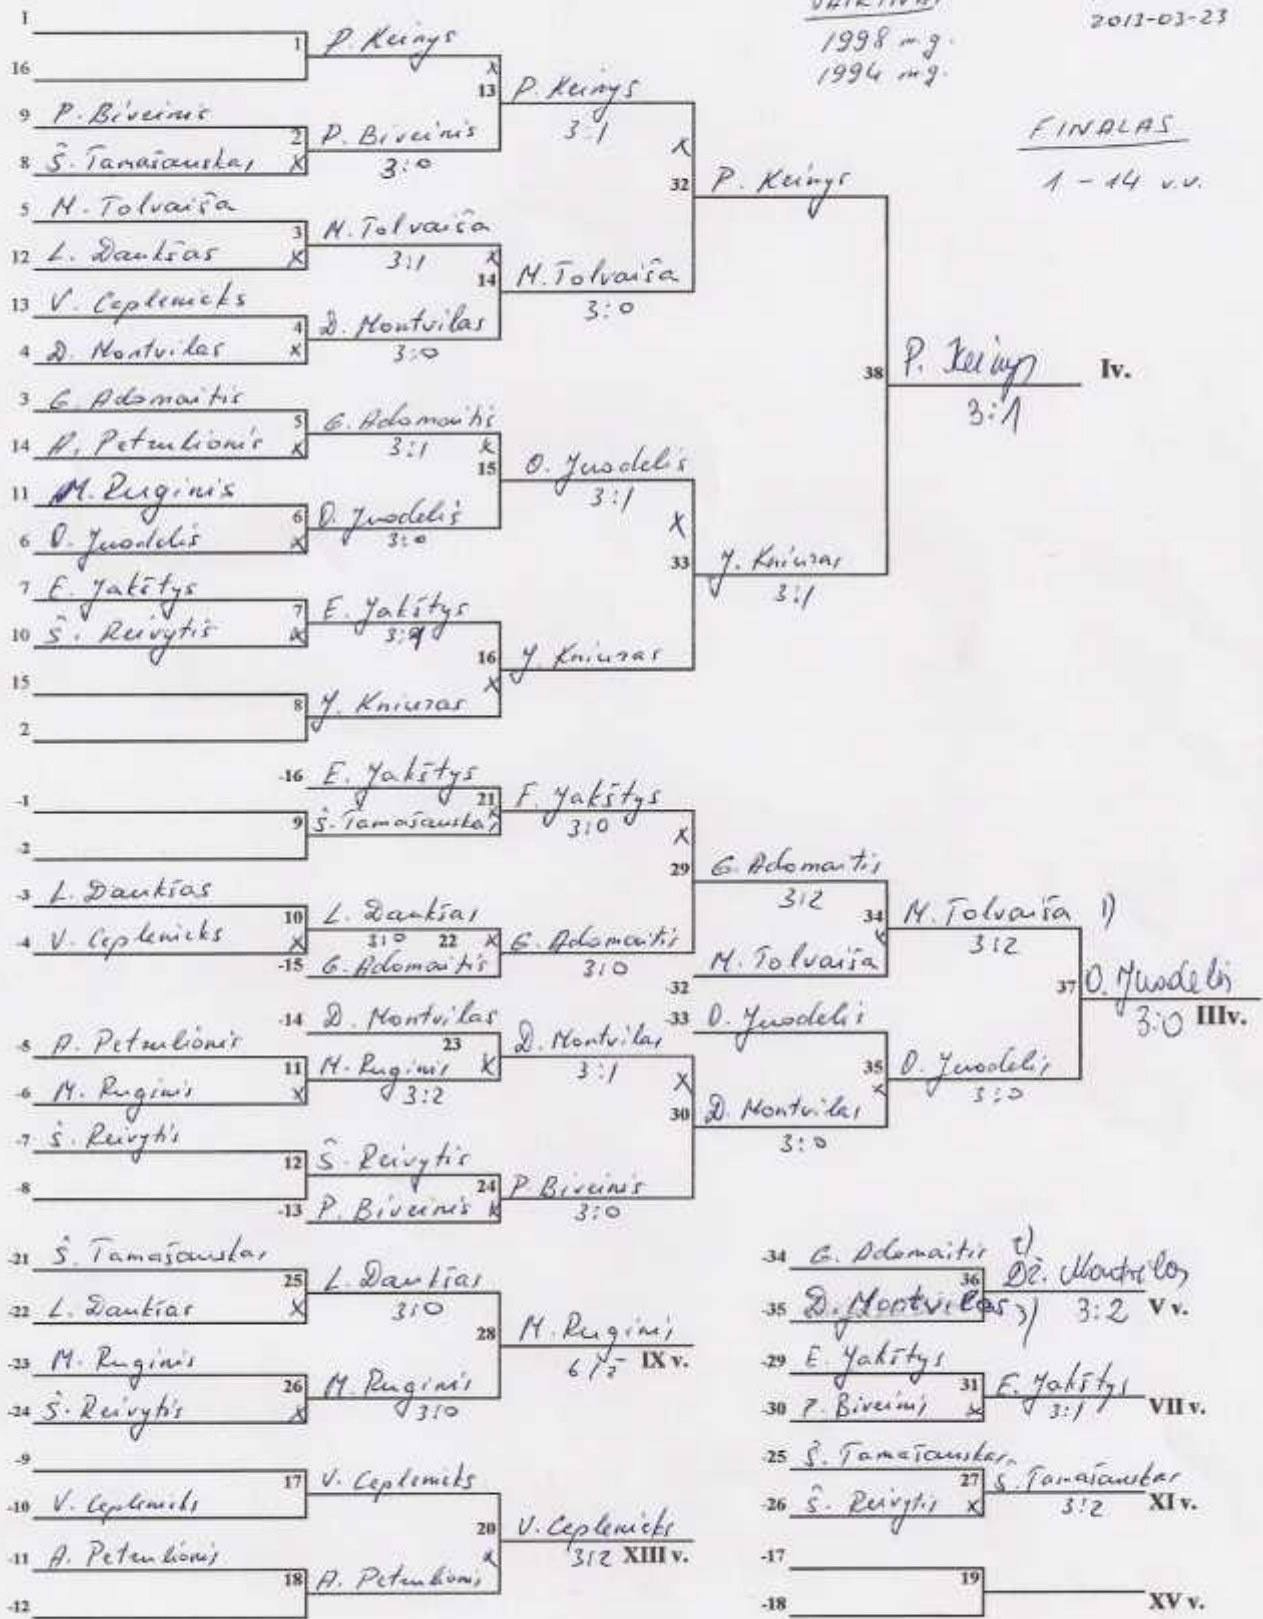 2013-03-23
1998 m.g.
1994 m.g.
FINALAS
1 - 14 v.v.
1
1 P. Keinys
16
13 P. Keinys
3:1
9 P. Biveinis
2 P. Biveinis
3:0
8 Š. Tamašauskas X
32 P. Keinys
5 M. Tolvaiša
3 M. Tolvaiša
3:1
12 L. Daukšas X
14 M. Tolvaiša
3:0
13 V. Ceplenicks
4 D. Montvilas
3:0
4 D. Montvilas X
38 P. Keinys Iv.
3:1
3 G. Adomaitis
5 G. Adomaitis
3:1
14 A. Petrulionis X
15 O. Juodelis
3:1
11 M. Ruginis
6 O. Juodelis
3:0
6 O. Juodelis X
33 J. Kniuras
3:1
7 E. Jakštys
7 E. Jakštys
10 Š. Reivytis X
16 J. Kniuras
15
8 J. Kniuras
2
-16 E. Jakštys
21 E. Jakštys
3:0
-1
9 Š. Tamašauskas
-2
29 G. Adomaitis
3:2
-3 L. Daukšas
10 L. Daukšas
3:0
-4 V. Ceplenicks X
22 G. Adomaitis
3:0
-15 G. Adomaitis
34 M. Tolvaiša 1)
3:2
-32 M. Tolvaiša
37 O. Juodelis
3:0 IIIv.
-14 D. Montvilas
23 D. Montvilas
3:1
-33 O. Juodelis
-5 A. Petrulionis
11 M. Ruginis X
3:2
-6 M. Ruginis X
35 O. Juodelis
3:0
30 D. Montvilas
3:0
-7 Š. Reivytis
12 Š. Reivytis
-8
24 P. Biveinis
3:0
-13 P. Biveinis X
-21 Š. Tamašauskas
25 L. Daukšas
3:0
-22 L. Daukšas X
28 M. Ruginis
IX v.
-23 M. Ruginis
26 M. Ruginis
3:0
-24 Š. Reivytis X
-34 G. Adomaitis 2)
36 Dž. Montvilas
3:2 V v.
-35 D. Montvilas 3)
-29 E. Jakštys
31 E. Jakštys
3:1 VII v.
-30 P. Biveinis X
-9
17 V. Ceplenicks
-10 V. Ceplenicks
20 V. Ceplenicks
3:2 XIII v.
-11 A. Petrulionis
18 A. Petrulionis
-12
-25 Š. Tamašauskas
27 Š. Tamašauskas
3:2 XI v.
-26 Š. Reivytis X
-17
19
XV v.
-18